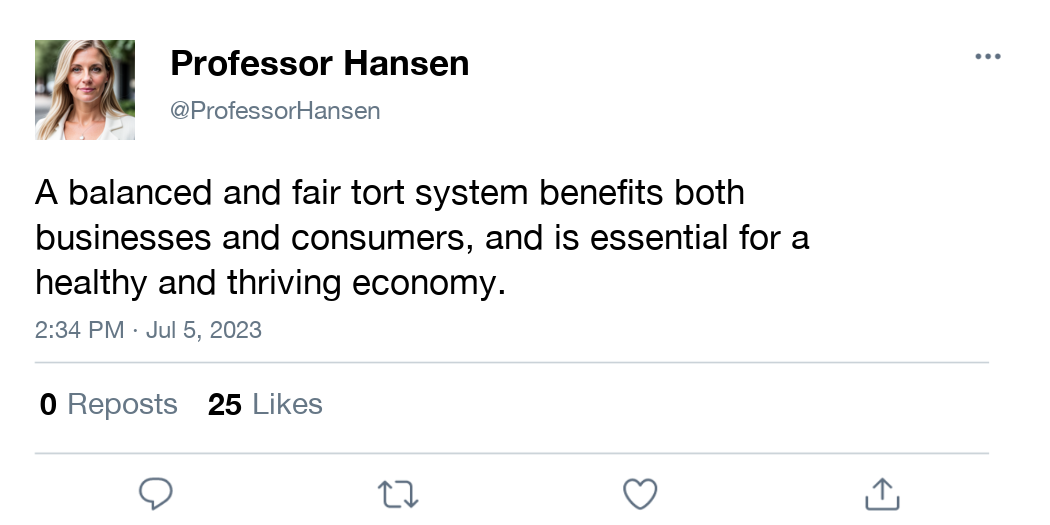 Professor Hansen
@ProfessorHansen
A balanced and fair tort system benefits both
businesses and consumers, and is essential for a
healthy and thriving economy.
2:34 PM · Jul 5, 2023
0 Reposts 25 Likes